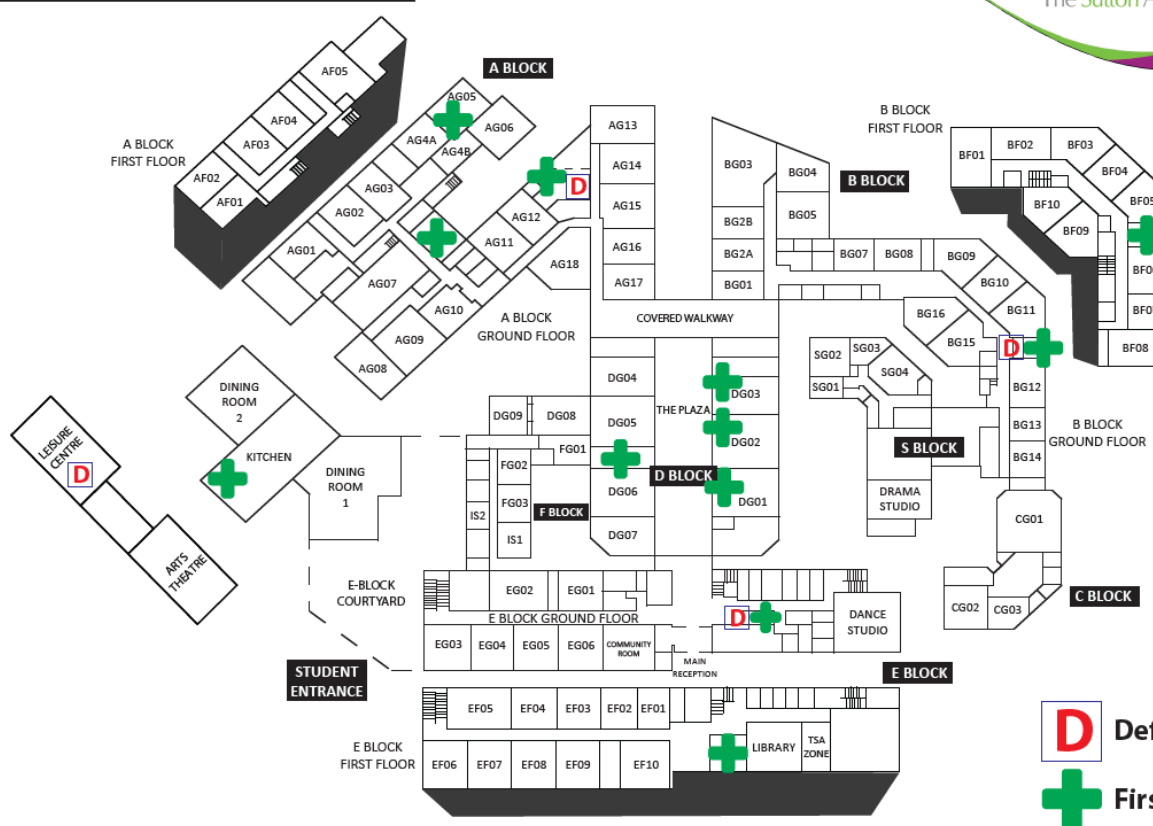 The Sutton
A BLOCK
AF05
AF04
AF03
AF02
AF01
A BLOCK
FIRST FLOOR
AG05
AG06
AG4A
AG4B
AG03
AG02
AG01
AG07
AG12
AG11
AG10
AG09
AG08
AG18
D
A BLOCK
GROUND FLOOR
AG13
AG14
AG15
AG16
AG17
BG03
BG04
BG05
BG2B
BG2A
BG01
B BLOCK
BG07
BG08
BG09
BG10
BG11
BG16
BG15
D
BG12
BG13
BG14
B BLOCK
GROUND FLOOR
B BLOCK
FIRST FLOOR
BF01
BF02
BF03
BF04
BF05
BF10
BF09
BF08
COVERED WALKWAY
SG02
SG03
SG01
SG04
S BLOCK
DRAMA
STUDIO
DG04
DG05
DG06
DG07
THE PLAZA
DG03
DG02
DG01
D BLOCK
DG09
DG08
FG01
FG02
FG03
IS2
IS1
F BLOCK
DINING
ROOM
2
KITCHEN
DINING
ROOM
1
LEISURE
CENTRE
D
ARTS
THEATRE
CG01
CG02
CG03
C BLOCK
E-BLOCK
COURTYARD
EG02
EG01
E BLOCK GROUND FLOOR
EG03
EG04
EG05
EG06
COMMUNITY
ROOM
MAIN
RECEPTION
D
DANCE
STUDIO
STUDENT
ENTRANCE
E BLOCK
EF05
EF04
EF03
EF02
EF01
E BLOCK
FIRST FLOOR
EF06
EF07
EF08
EF09
EF10
LIBRARY
TSA
ZONE
D